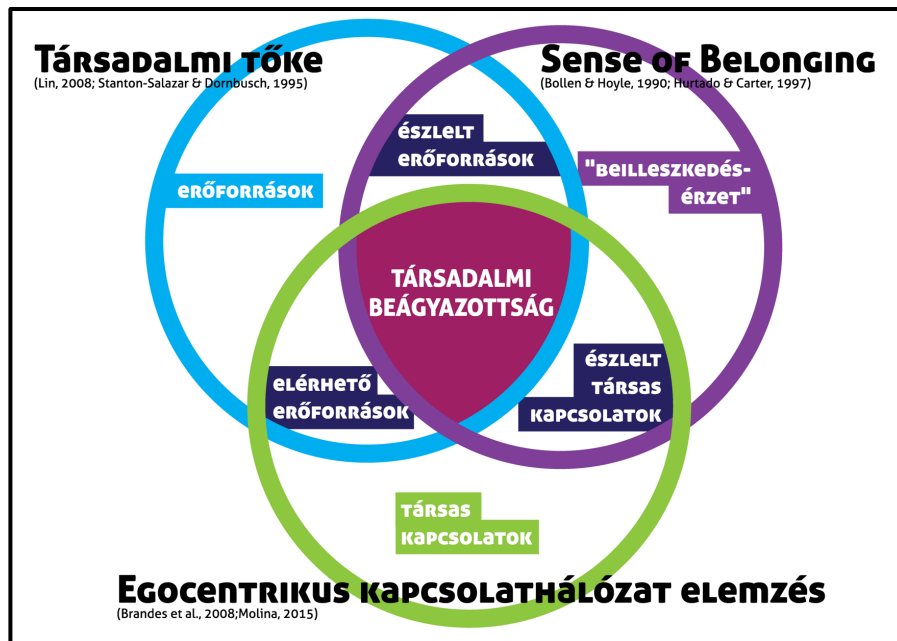 Társadalmi tőke
(Lin, 2008; Stanton-Salazar & Dornbusch, 1995)
Sense of Belonging
(Bollen & Hoyle, 1990; Hurtado & Carter, 1997)
észlelt
erőforrások
erőforrások
"beilleszkedés-
érzet"
TÁRSADALMI
BEÁGYAZOTTSÁG
elérhető
erőforrások
észlelt
társas
kapcsolatok
társas
kapcsolatok
Egocentrikus kapcsolathálózat elemzés
(Brandes et al., 2008;Molina, 2015)